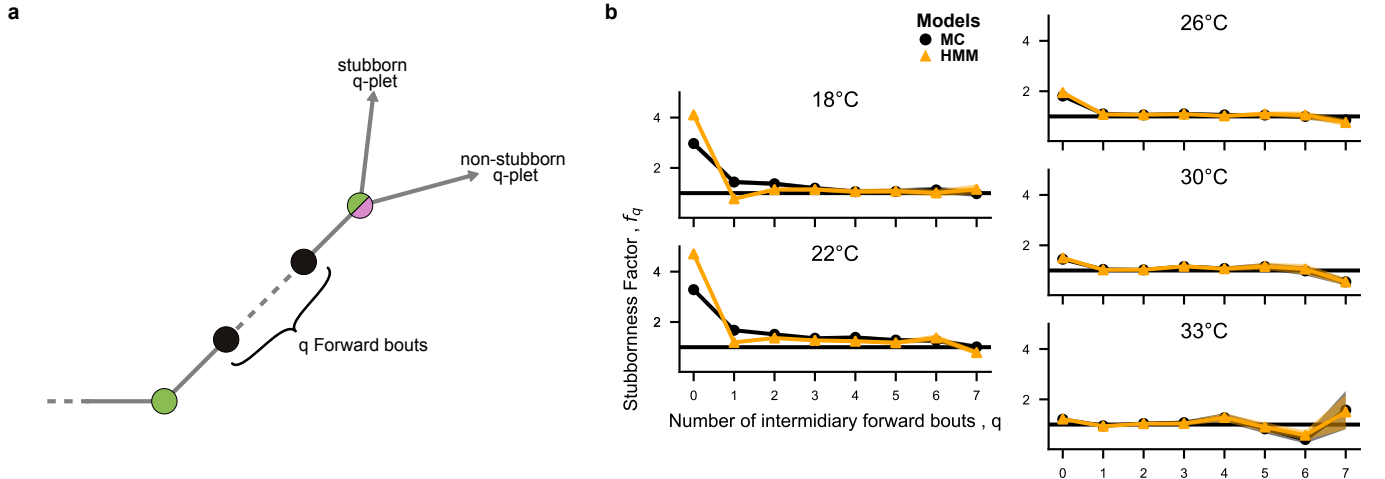 a
stubborn
q-plet
non-stubborn
q-plet
q Forward bouts
b
Models
MC
HMM
Stubbornness Factor , fq
18°C
4
2
22°C
4
2
0 1 2 3 4 5 6 7
Number of intermidiary forward bouts , q
26°C
4
2
30°C
4
2
33°C
4
2
0 1 2 3 4 5 6 7